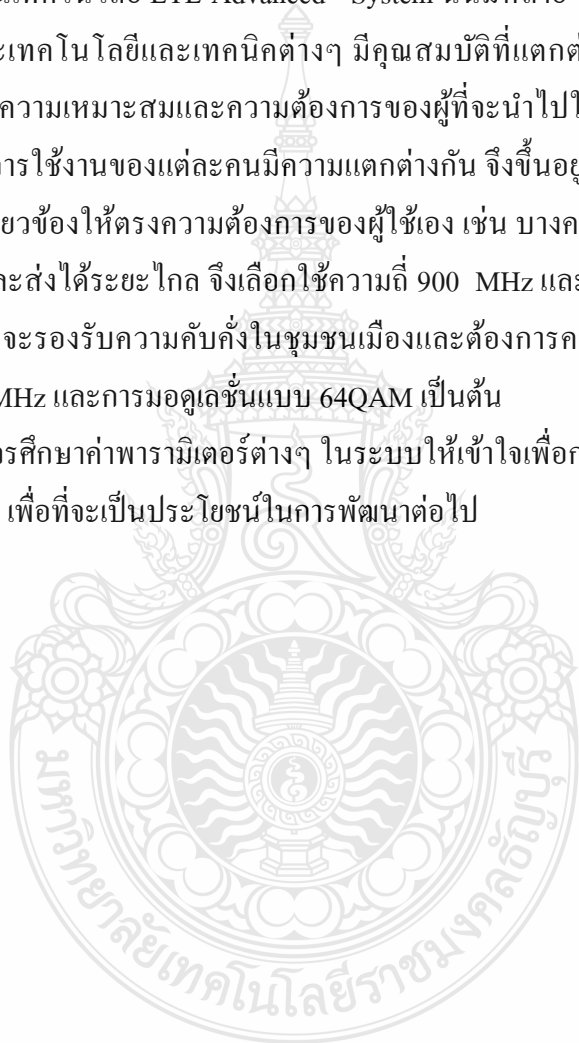 LTE-Advanced System
ะเทคโนโลยีและเทคนิคต่างๆ มีคุณสมบัติที่แตกต่
ความเหมาะสมและความต้องการของผู้ที่จะนำไปใ
ารใช้งานของแต่ละคนมีความแตกต่างกัน จึงขึ้นอยู
ยวข้องให้ตรงความต้องการของผู้ใช้เอง เช่น บางค
ละส่งได้ระยะไกล จึงเลือกใช้ความถี่ 900 MHz และ
จะรองรับความคับคั่งในชุมชนเมืองและต้องการค
MHz และการมอดูเลชั่นแบบ 64QAM เป็นต้น
รศึกษาค่าพารามิเตอร์ต่างๆ ในระบบให้เข้าใจเพื่อก
เพื่อที่จะเป็นประโยชน์ในการพัฒนาต่อไป
มหาวิทยาลัยเทคโนโลยีราชมงคลธัญบุรี